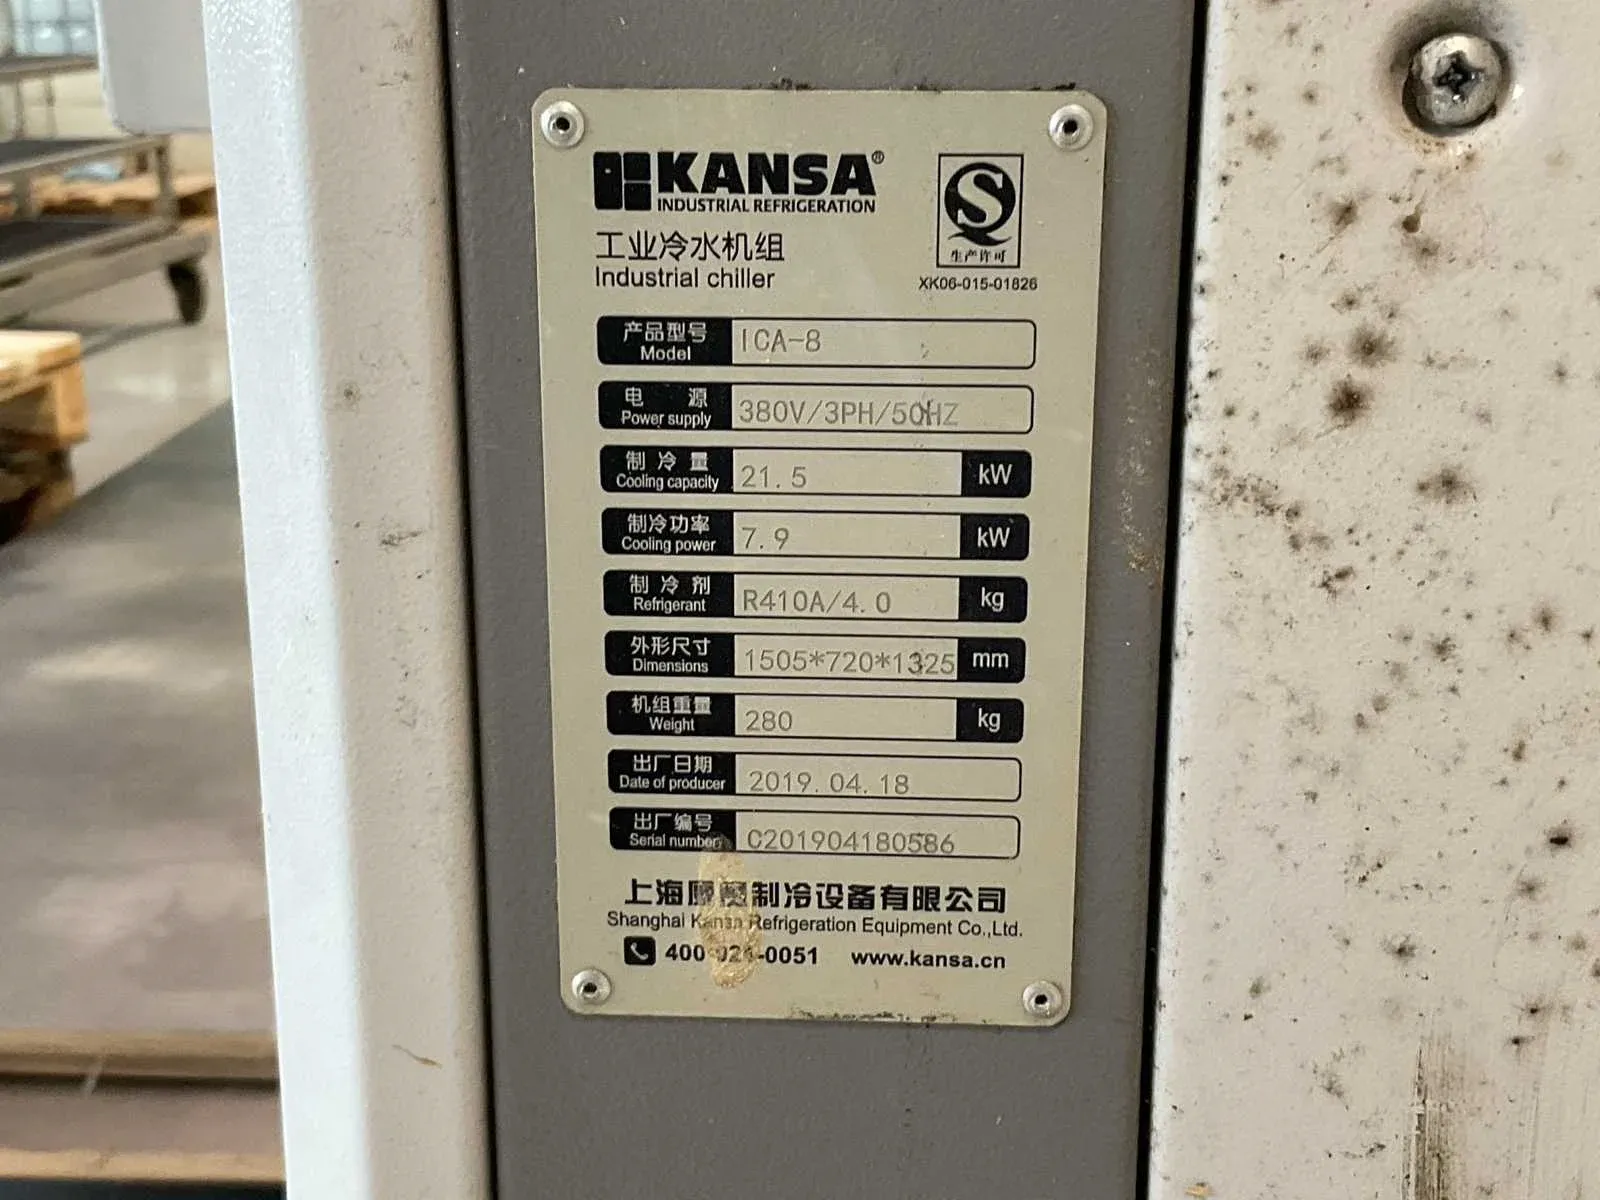 KANSA®
INDUSTRIAL REFRIGERATION
工业冷水机组
Industrial chiller
生产许可
XK06-015-01826
产品型号 ICA-8
Model
电 源 380V/3PH/50HZ
Power supply
制冷量 21.5 kW
Cooling capacity
制冷功率 7.9 kW
Cooling power
制冷剂 R410A/4.0 kg
Refrigerant
外形尺寸 1505*720*1325 mm
Dimensions
机组重量 280 kg
Weight
出厂日期 2019.04.18
Date of producer
出厂编号 C201904180586
Serial number
上海康赛制冷设备有限公司
Shanghai Kansa Refrigeration Equipment Co.,Ltd.
400-021-0051 www.kansa.cn